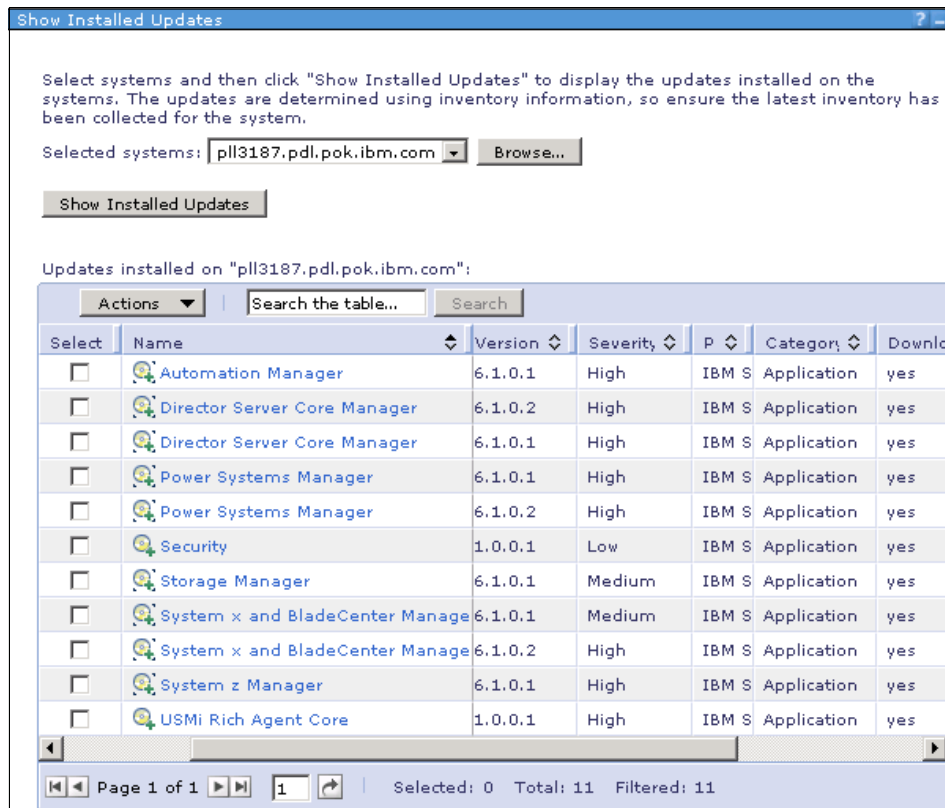 Show Installed Updates ?
Select systems and then click "Show Installed Updates" to display the updates installed on the
systems. The updates are determined using inventory information, so ensure the latest inventory has
been collected for the system.
Selected systems: pll3187.pdl.pok.ibm.com Browse...
Show Installed Updates
Updates installed on "pll3187.pdl.pok.ibm.com":
Actions Search the table... Search
Select Name Version Severity P Category Downlo
Automation Manager 6.1.0.1 High IBM S Application yes
Director Server Core Manager 6.1.0.2 High IBM S Application yes
Director Server Core Manager 6.1.0.1 High IBM S Application yes
Power Systems Manager 6.1.0.1 High IBM S Application yes
Power Systems Manager 6.1.0.2 High IBM S Application yes
Security 1.0.0.1 Low IBM S Application yes
Storage Manager 6.1.0.1 Medium IBM S Application yes
System x and BladeCenter Manage 6.1.0.1 Medium IBM S Application yes
System x and BladeCenter Manage 6.1.0.2 High IBM S Application yes
System z Manager 6.1.0.1 High IBM S Application yes
USMi Rich Agent Core 1.0.0.1 High IBM S Application yes
Page 1 of 1 1 Selected: 0 Total: 11 Filtered: 11